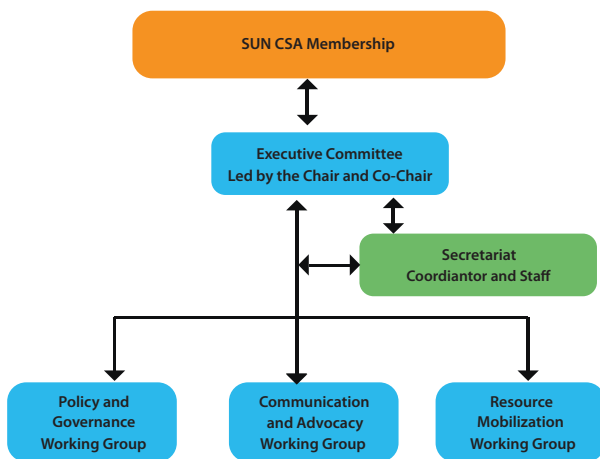 SUN CSA Membership
Executive Committee
Led by the Chair and Co-Chair
Secretariat
Coordiantor and Staff
Policy and
Governance
Working Group
Communication
and Advocacy
Working Group
Resource
Mobilization
Working Group